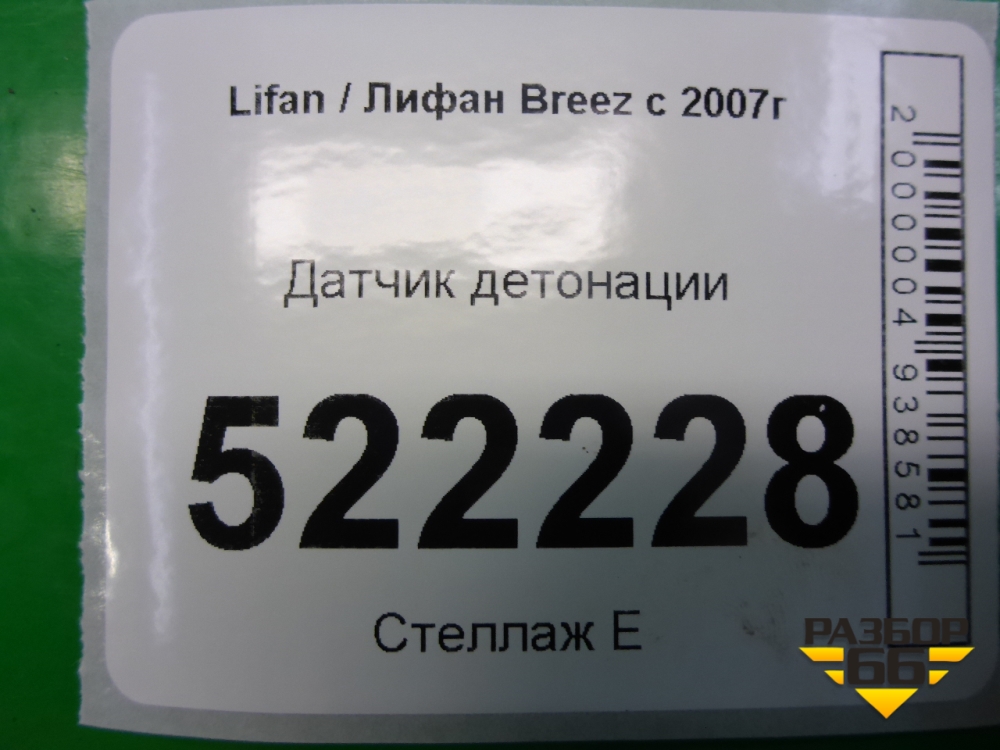 Lifan / Лифан Breez с 2007г
Датчик детонации
522228
Стеллаж Е
2000004938581
РАЗБОР
66